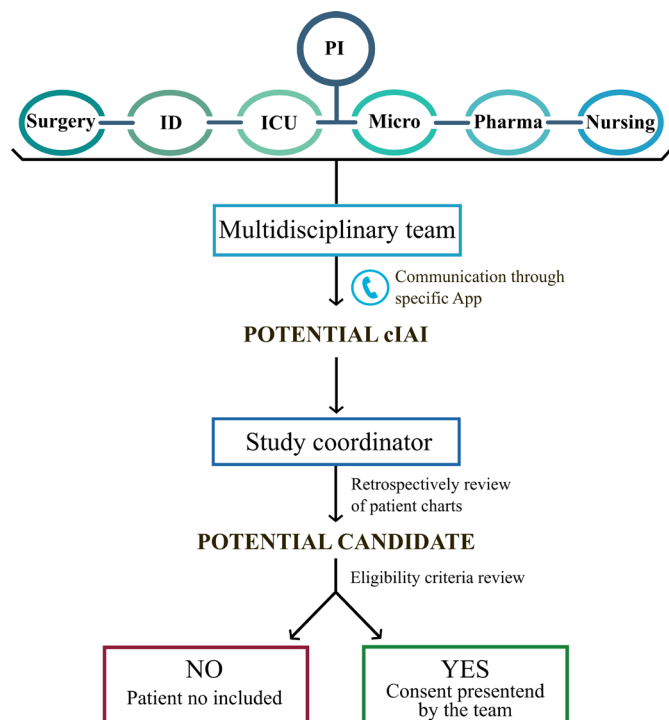 PI
Surgery
ID
ICU
Micro
Pharma
Nursing
Multidisciplinary team
Communication through
specific App
POTENTIAL cIAI
Study coordinator
Retrospectively review
of patient charts
POTENTIAL CANDIDATE
Eligibility criteria review
NO
Patient no included
YES
Consent presentend
by the team